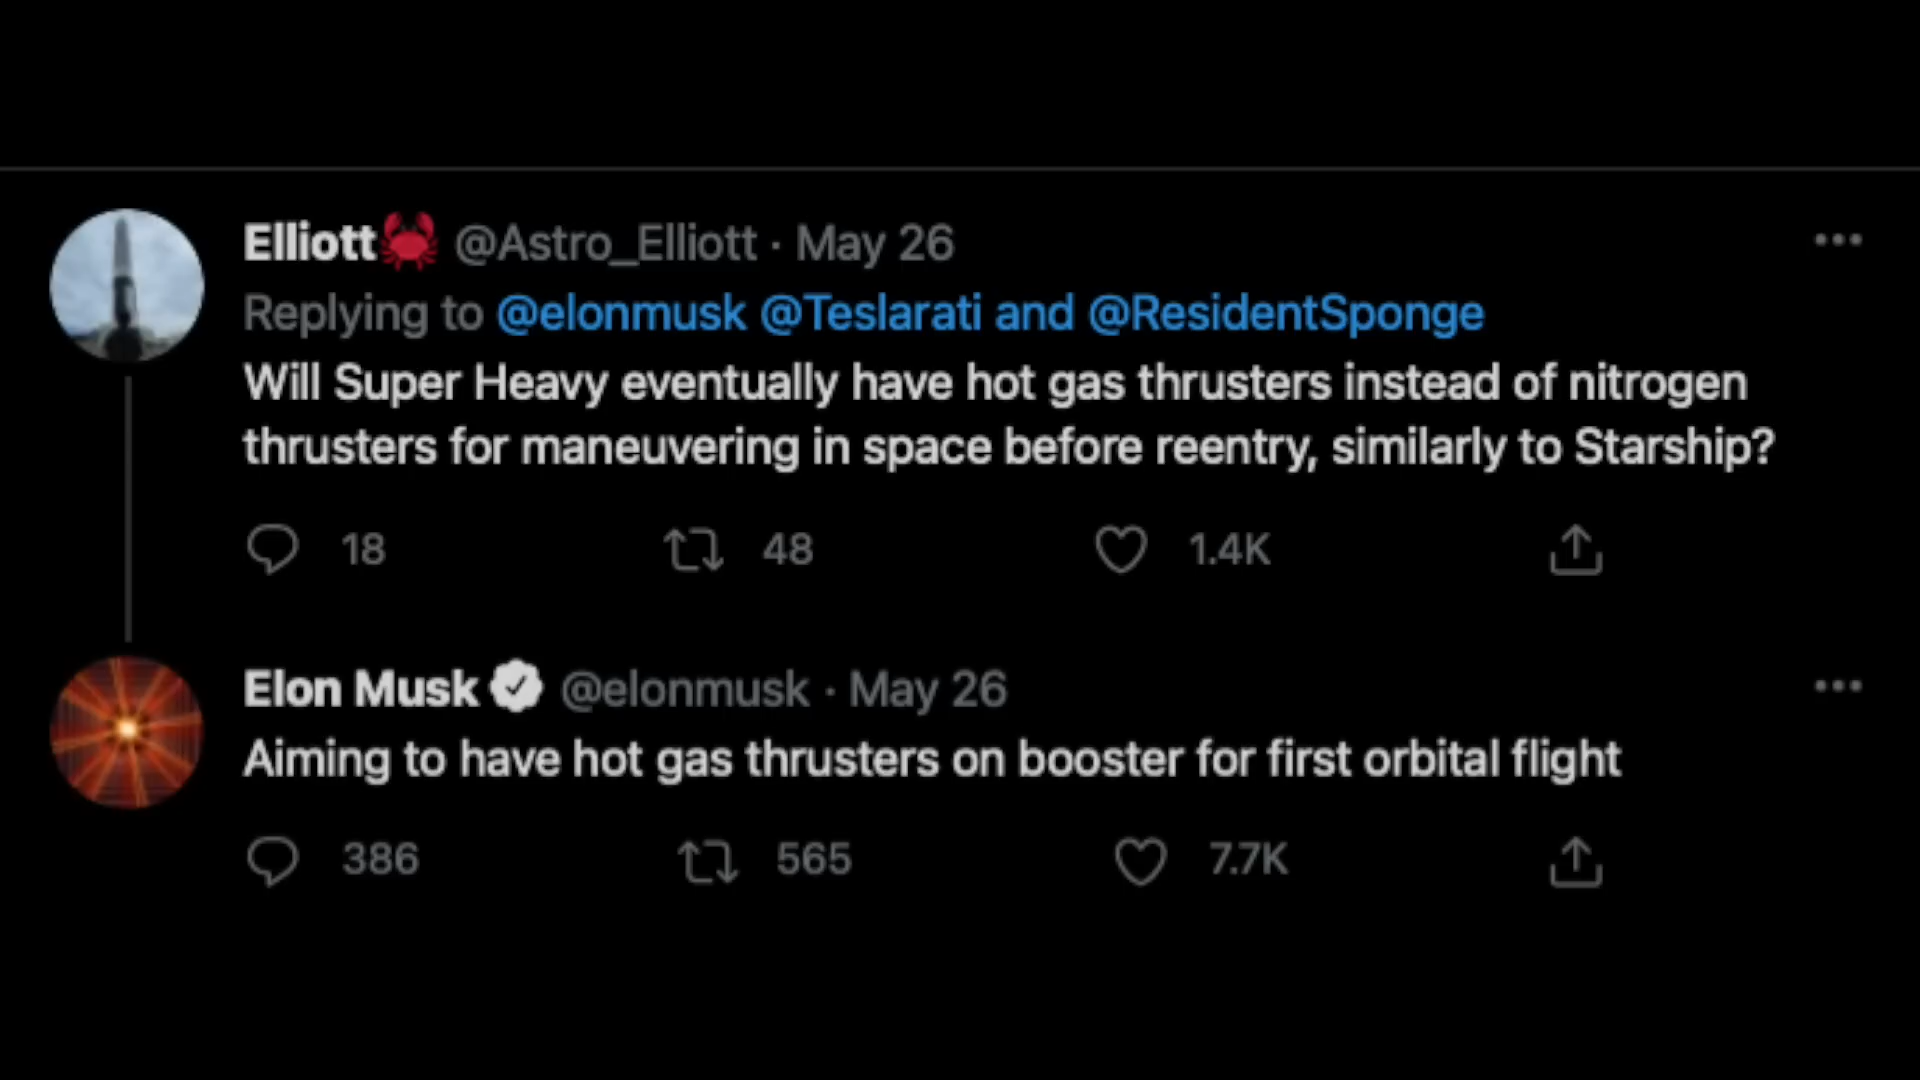 Elliott🦀 @Astro_Elliott · May 26
Replying to @elonmusk @Teslarati and @ResidentSponge
Will Super Heavy eventually have hot gas thrusters instead of nitrogen
thrusters for maneuvering in space before reentry, similarly to Starship?
18 48 1.4K
Elon Musk @elonmusk · May 26
Aiming to have hot gas thrusters on booster for first orbital flight
386 565 7.7K